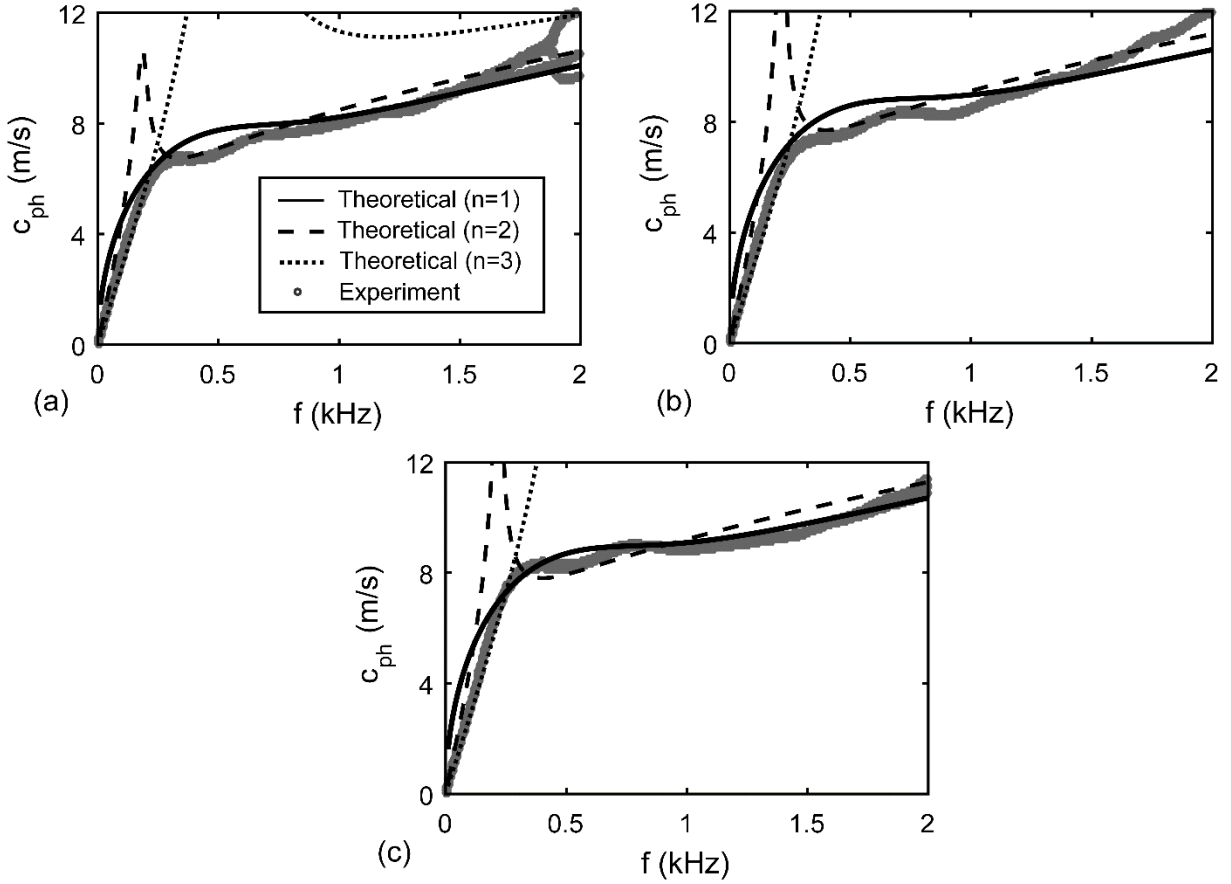 12
8
4
0
c_ph (m/s)
Theoretical (n=1)
Theoretical (n=2)
Theoretical (n=3)
Experiment
0
0.5
1
1.5
2
(a)
f (kHz)
12
8
4
0
c_ph (m/s)
0
0.5
1
1.5
2
(b)
f (kHz)
12
8
4
0
c_ph (m/s)
0
0.5
1
1.5
2
(c)
f (kHz)